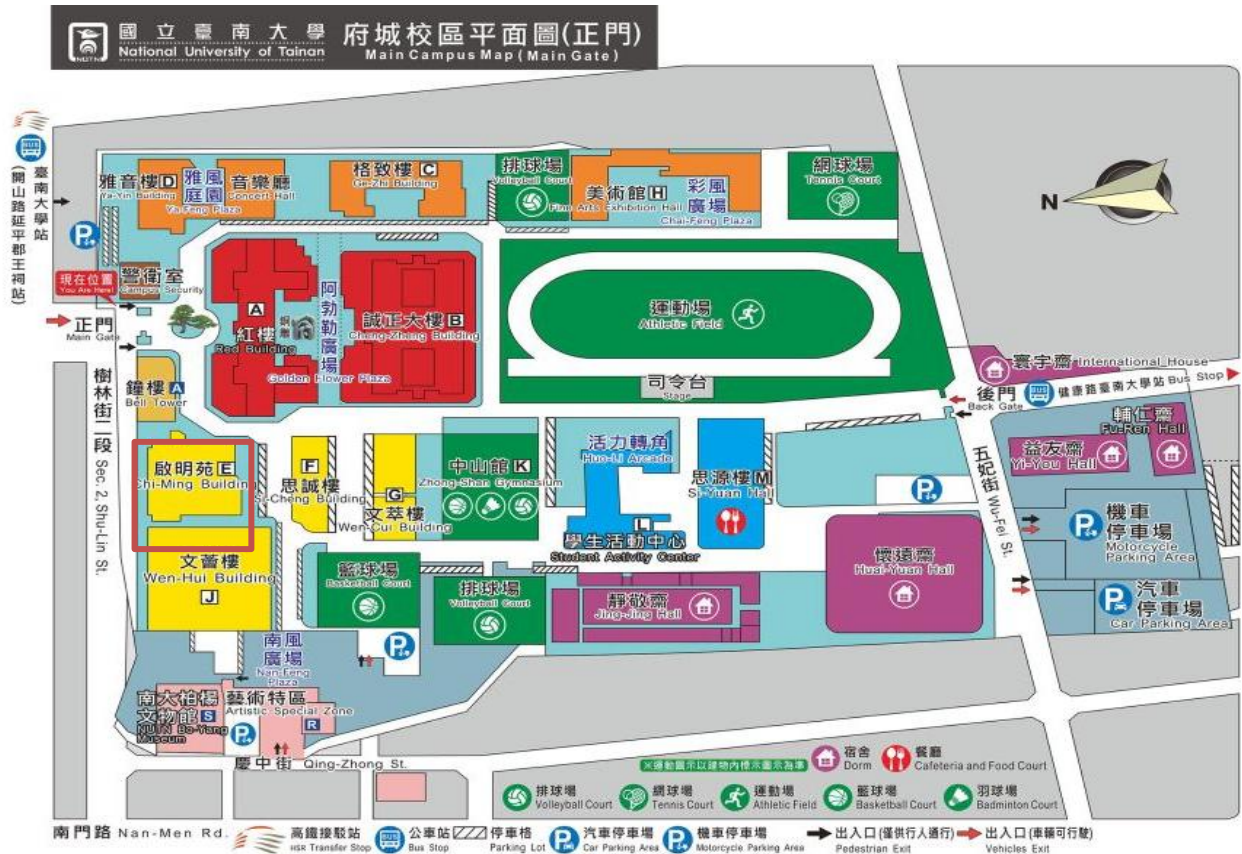 國立臺南大學
National University of Tainan
NUTN
府城校區平面圖(正門)
Main Campus Map (Main Gate)
臺南大學站
(開山路延平郡王祠站)
BUS
雅音樓 D
Ya-Yin Building
雅風
庭園
Ya-Feng Plaza
音樂廳
Concert Hall
格致樓 C
Ge-Zhi Building
排球場
Volleyball Court
美術館 H
Fine Arts Exhibition Hall
彩風
廣場
Chai-Feng Plaza
網球場
Tennis Court
N
現在位置
You Are Here!
警衛室
Campus Security
正門
Main Gate
A
紅樓
Red Building
阿勃勒廣場
Golden Flower Plaza
誠正大樓 B
Cheng-Zheng Building
運動場
Athletic Field
司令台
Stage
寰宇齋 International House
後門
Back Gate
BUS
健康路臺南大學站 Bus Stop
鐘樓 A
Bell Tower
樹林街二段 Sec. 2, Shu-Lin St.
啟明苑 E
Chi-Ming Building
F
思誠樓
Si-Cheng Building
G
文萃樓
Wen-Cui Building
中山館 K
Zhong-Shan Gymnasium
活力轉角
Huo-Li Arcade
思源樓 M
Si-Yuan Hall
L
學生活動中心
Student Activity Center
五妃街 Wu-Fei St.
輔仁齋
Fu-Ren Hall
益友齋
Yi-You Hall
機車
停車場
Motorcycle
Parking Area
汽車
停車場
Car Parking Area
文薈樓
Wen-Hui Building
J
籃球場
Basketball Court
排球場
Volleyball Court
靜敬齋
Jing-Jing Hall
懷遠齋
Huai-Yuan Hall
南風
廣場
Nan-Feng
Plaza
南大柏楊
文物館 S
NUTN Bo-Yang
Museum
藝術特區
Artistic Special Zone
R
慶中街 Qing-Zhong St.
※運動圖示以建物內標示圖示為準
宿舍
Dorm
餐廳
Cafeteria and Food Court
排球場
Volleyball Court
網球場
Tennis Court
運動場
Athletic Field
籃球場
Basketball Court
羽球場
Badminton Court
南門路 Nan-Men Rd.
高鐵接駁站
HSR Transfer Stop
BUS
公車站
Bus Stop
停車格
Parking Lot
汽車停車場
Car Parking Area
機車停車場
Motorcycle Parking Area
出入口(僅供行人通行)
Pedestrian Exit
出入口(車輛可行駛)
Vehicles Exit